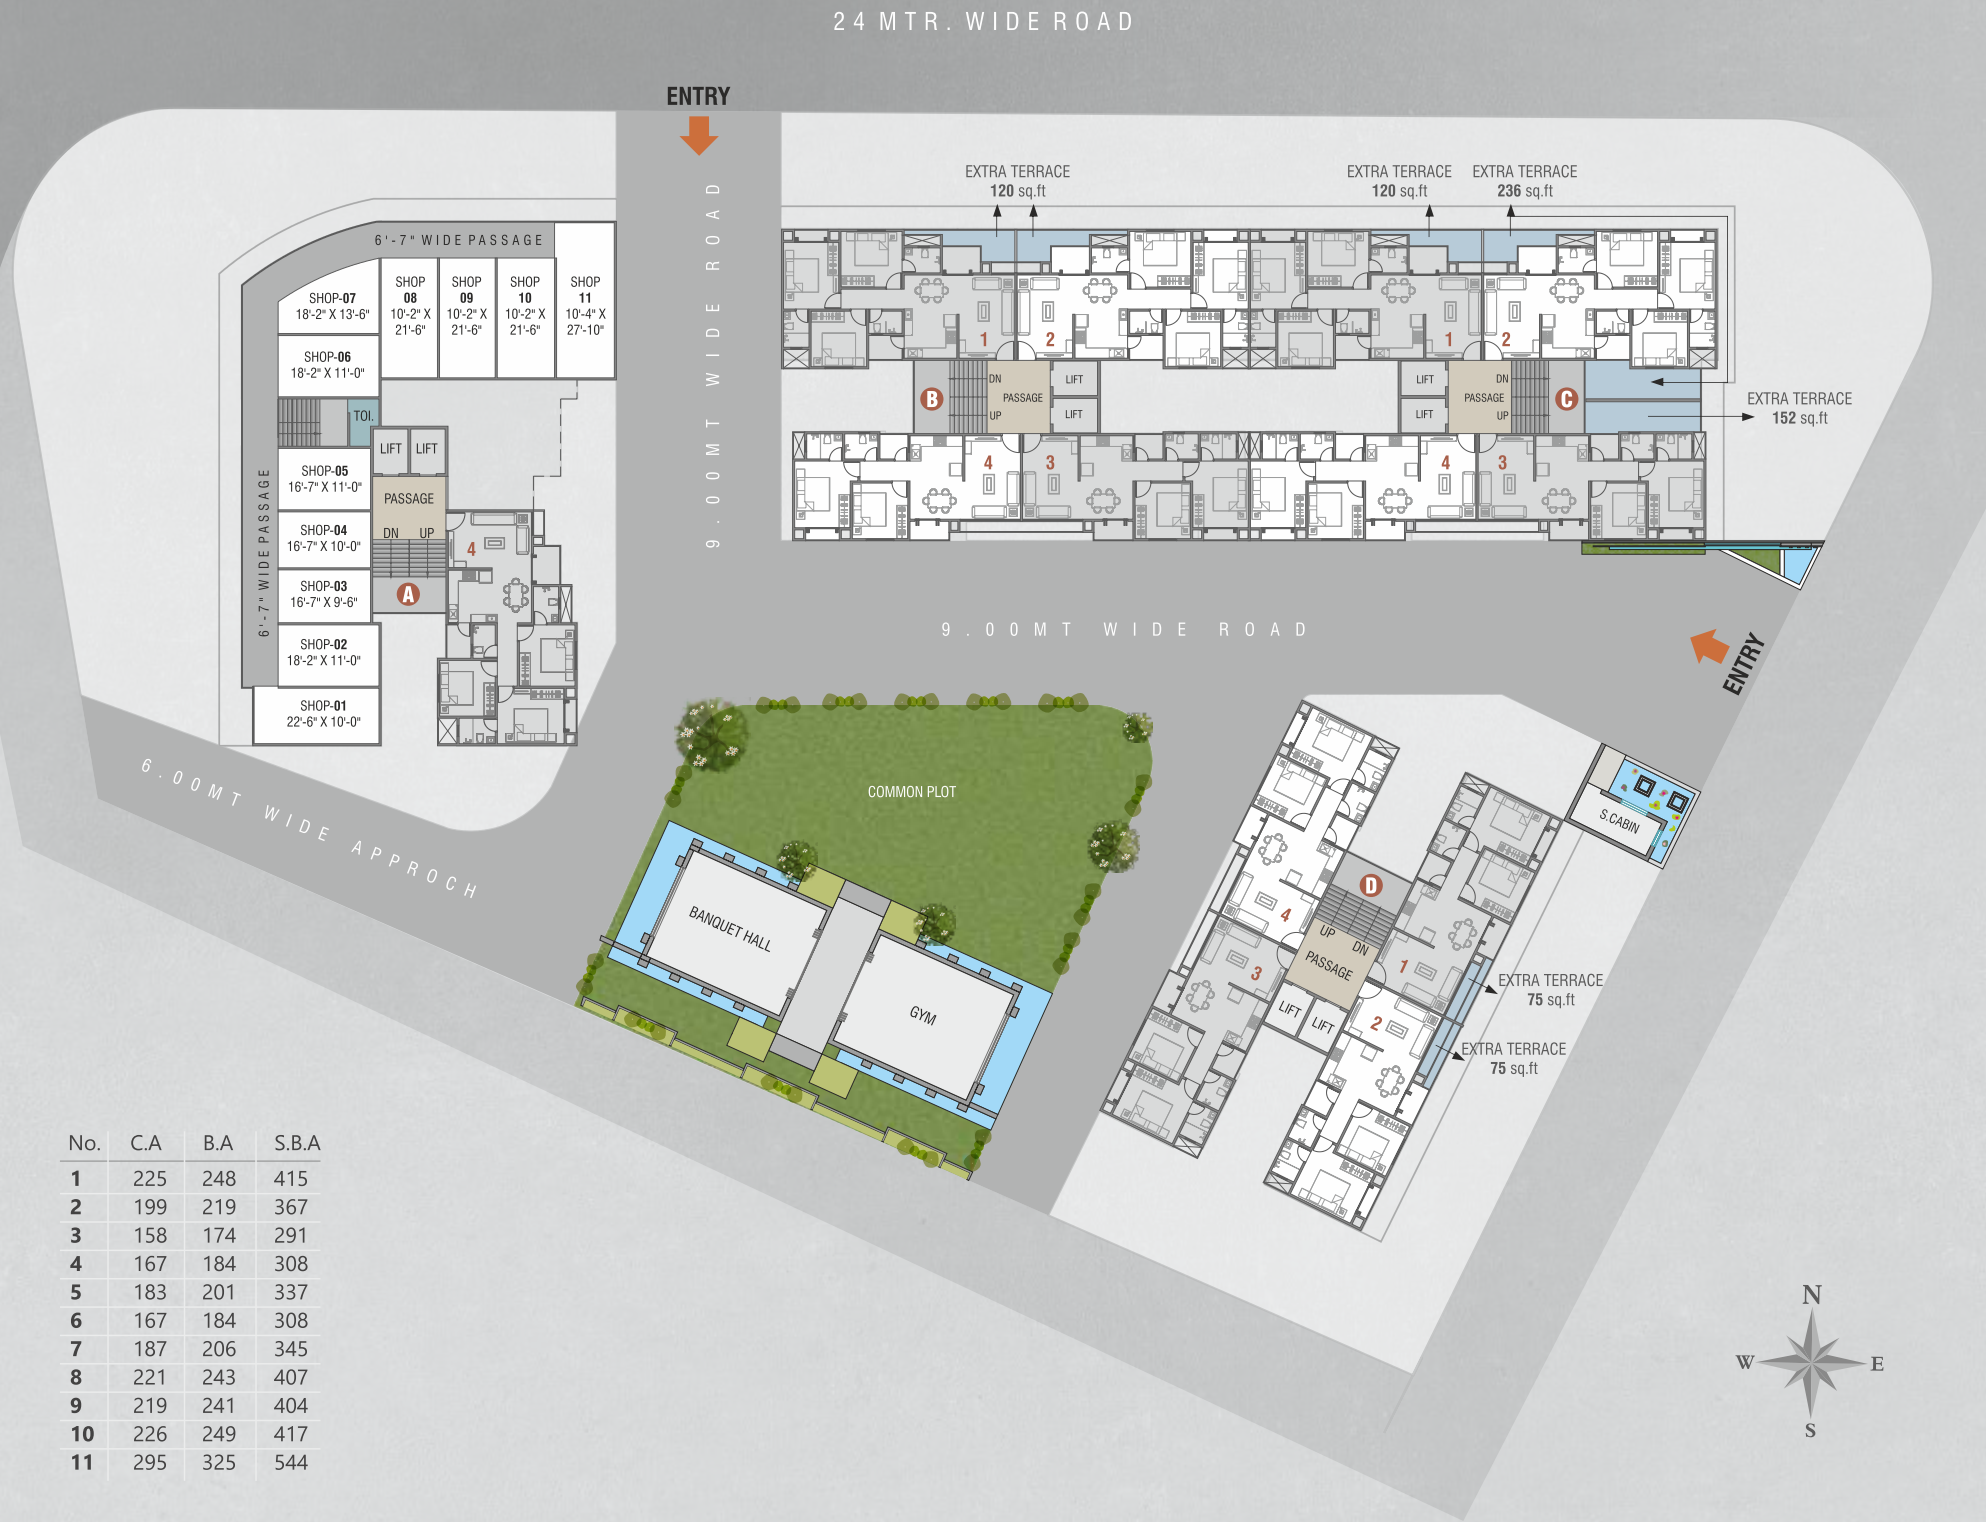 24 MTR. WIDE ROAD
ENTRY
9.00MT WIDE ROAD
EXTRA TERRACE
120 sq.ft
EXTRA TERRACE
120 sq.ft
EXTRA TERRACE
236 sq.ft
EXTRA TERRACE
152 sq.ft
6'-7" WIDE PASSAGE
6'-7" WIDE PASSAGE
SHOP-07
18'-2" X 13'-6"
SHOP
08
10'-2" X
21'-6"
SHOP
09
10'-2" X
21'-6"
SHOP
10
10'-2" X
21'-6"
SHOP
11
10'-4" X
27'-10"
SHOP-06
18'-2" X 11'-0"
TOI.
LIFT
LIFT
SHOP-05
16'-7" X 11'-0"
PASSAGE
DN
UP
SHOP-04
16'-7" X 10'-0"
4
SHOP-03
16'-7" X 9'-6"
A
SHOP-02
18'-2" X 11'-0"
SHOP-01
22'-6" X 10'-0"
1
2
B
DN
PASSAGE
UP
LIFT
LIFT
4
3
1
2
LIFT
LIFT
DN
PASSAGE
UP
C
4
3
9.00MT WIDE ROAD
ENTRY
6.00MT WIDE APPROCH
COMMON PLOT
BANQUET HALL
GYM
S.CABIN
D
4
UP
DN
PASSAGE
3
1
LIFT
LIFT
2
EXTRA TERRACE
75 sq.ft
EXTRA TERRACE
75 sq.ft
No. C.A B.A S.B.A
1 225 248 415
2 199 219 367
3 158 174 291
4 167 184 308
5 183 201 337
6 167 184 308
7 187 206 345
8 221 243 407
9 219 241 404
10 226 249 417
11 295 325 544
N
W
E
S